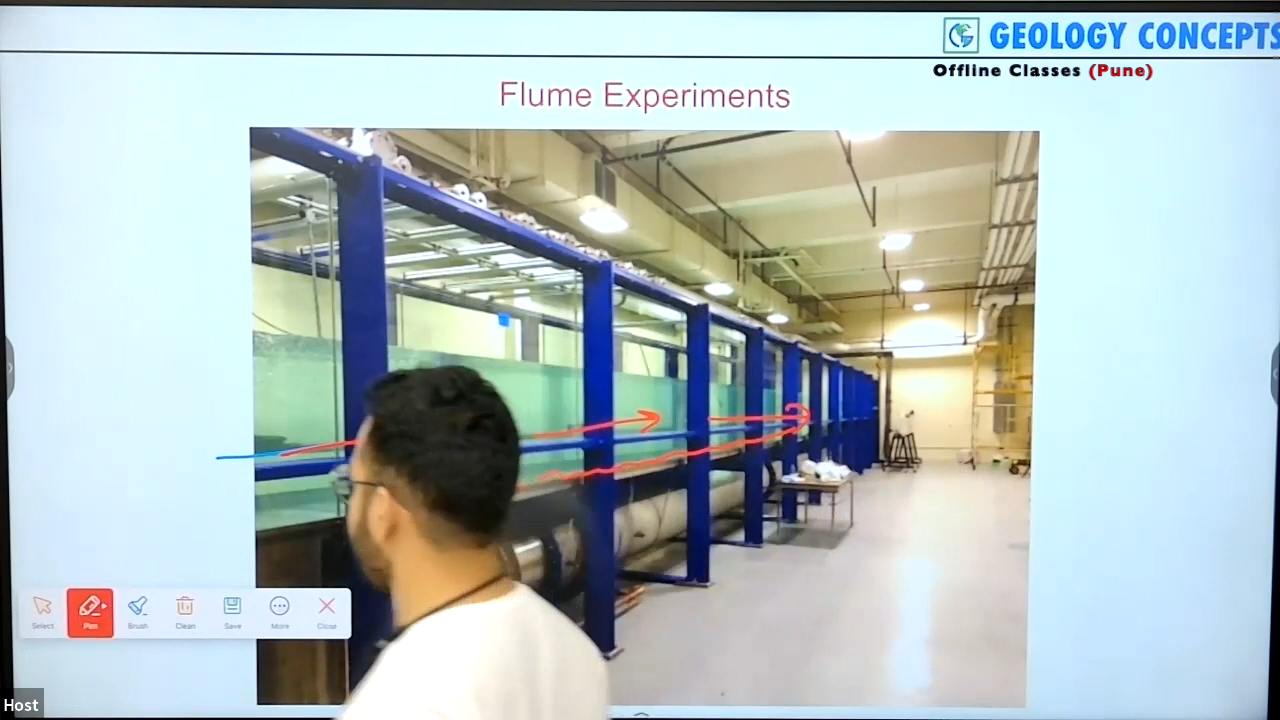 GEOLOGY CONCEPTS
Offline Classes (Pune)
Flume Experiments
Select
Pen
Brush
Clean
Save
More
Close
Host